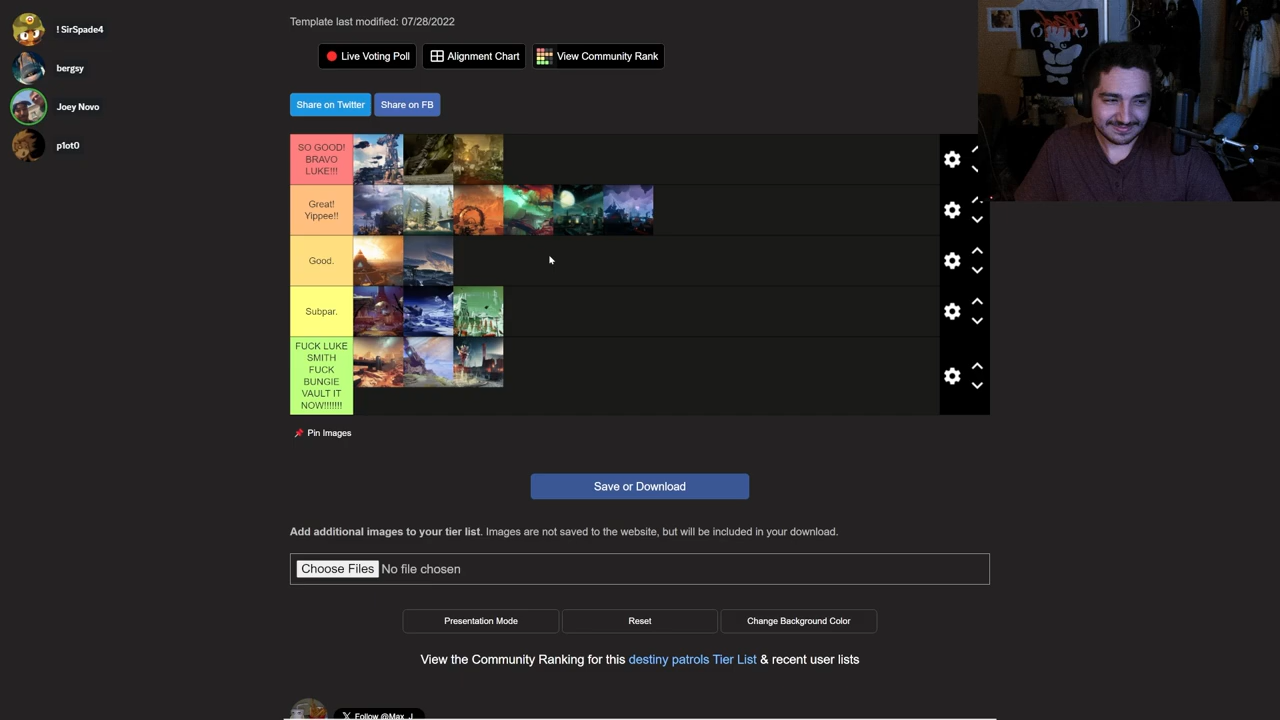 ! SirSpade4
bergsy
Joey Novo
p1ot0
Template last modified: 07/28/2022
Live Voting Poll
Alignment Chart
View Community Rank
Share on Twitter
Share on FB
SO GOOD!
BRAVO
LUKE!!!
Great!
Yippee!!
Good.
Subpar.
FUCK LUKE
SMITH
FUCK
BUNGIE
VAULT IT
NOW!!!!!!!
Pin Images
Save or Download
Add additional images to your tier list. Images are not saved to the website, but will be included in your download.
Choose Files No file chosen
Presentation Mode
Reset
Change Background Color
View the Community Ranking for this destiny patrols Tier List & recent user lists
X Follow @Max_J